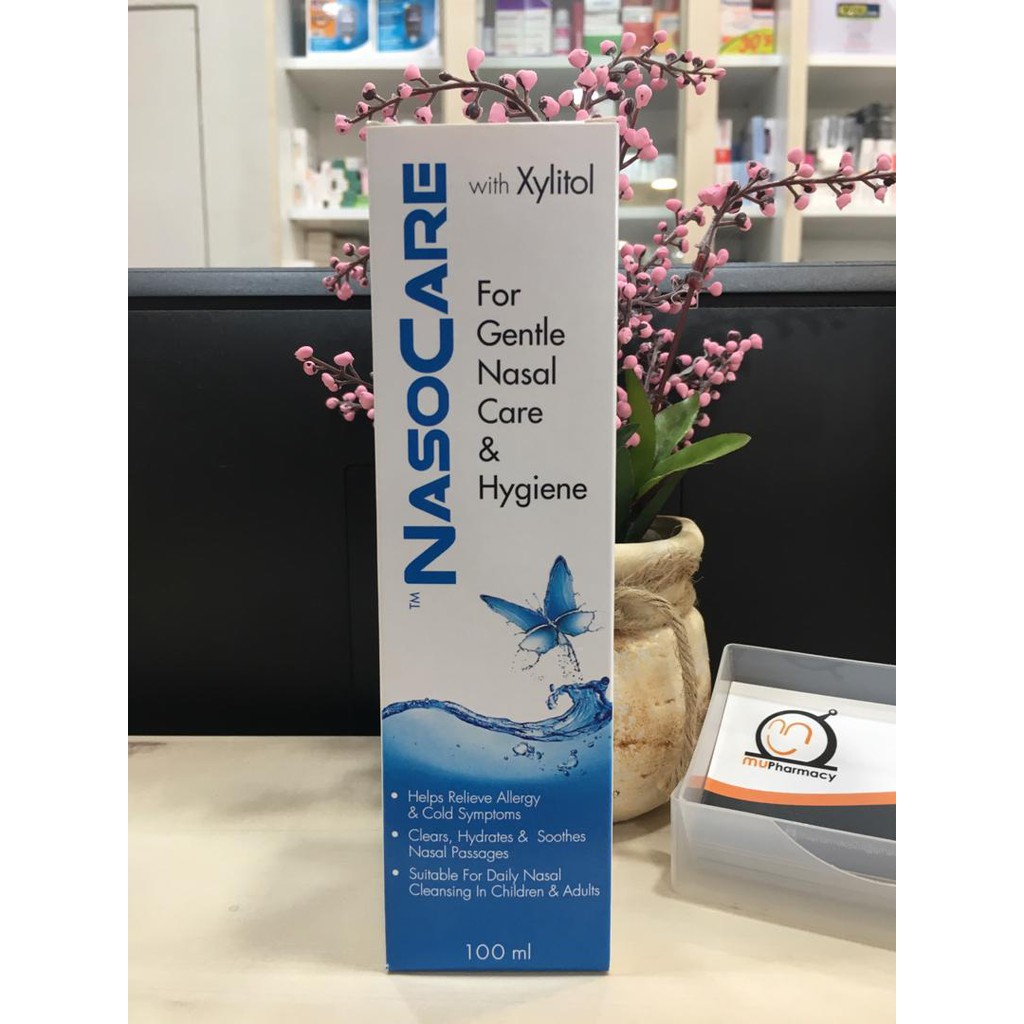 with Xylitol
NASOCARE
TM
For
Gentle
Nasal
Care
&
Hygiene
• Helps Relieve Allergy
& Cold Symptoms
• Clears, Hydrates & Soothes
Nasal Passages
• Suitable For Daily Nasal
Cleansing In Children & Adults
100 ml
muPharmacy
30%